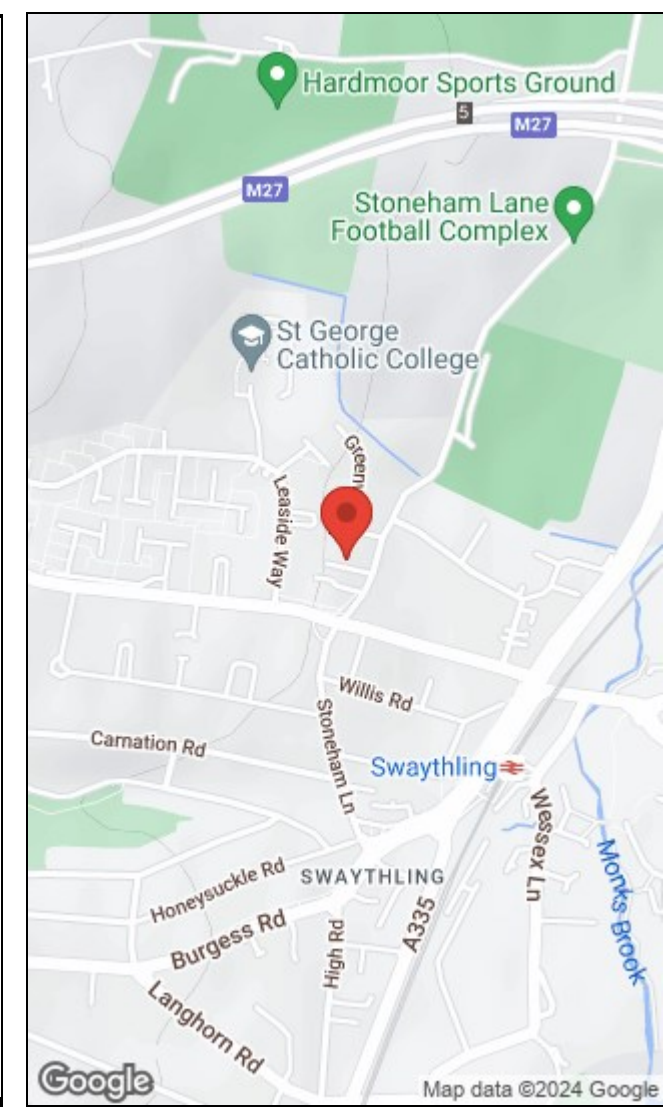 Hardmoor Sports Ground
5
M27
M27
Stoneham Lane
Football Complex
St George
Catholic College
Green
Leaside Way
Willis Rd
Stoneham Ln
Carnation Rd
Swaythling
Wessex Ln
Monks Brook
Honeysuckle Rd
SWAYTHLING
A335
Burgess Rd
High Rd
Langhorn Rd
Google
Map data ©2024 Google